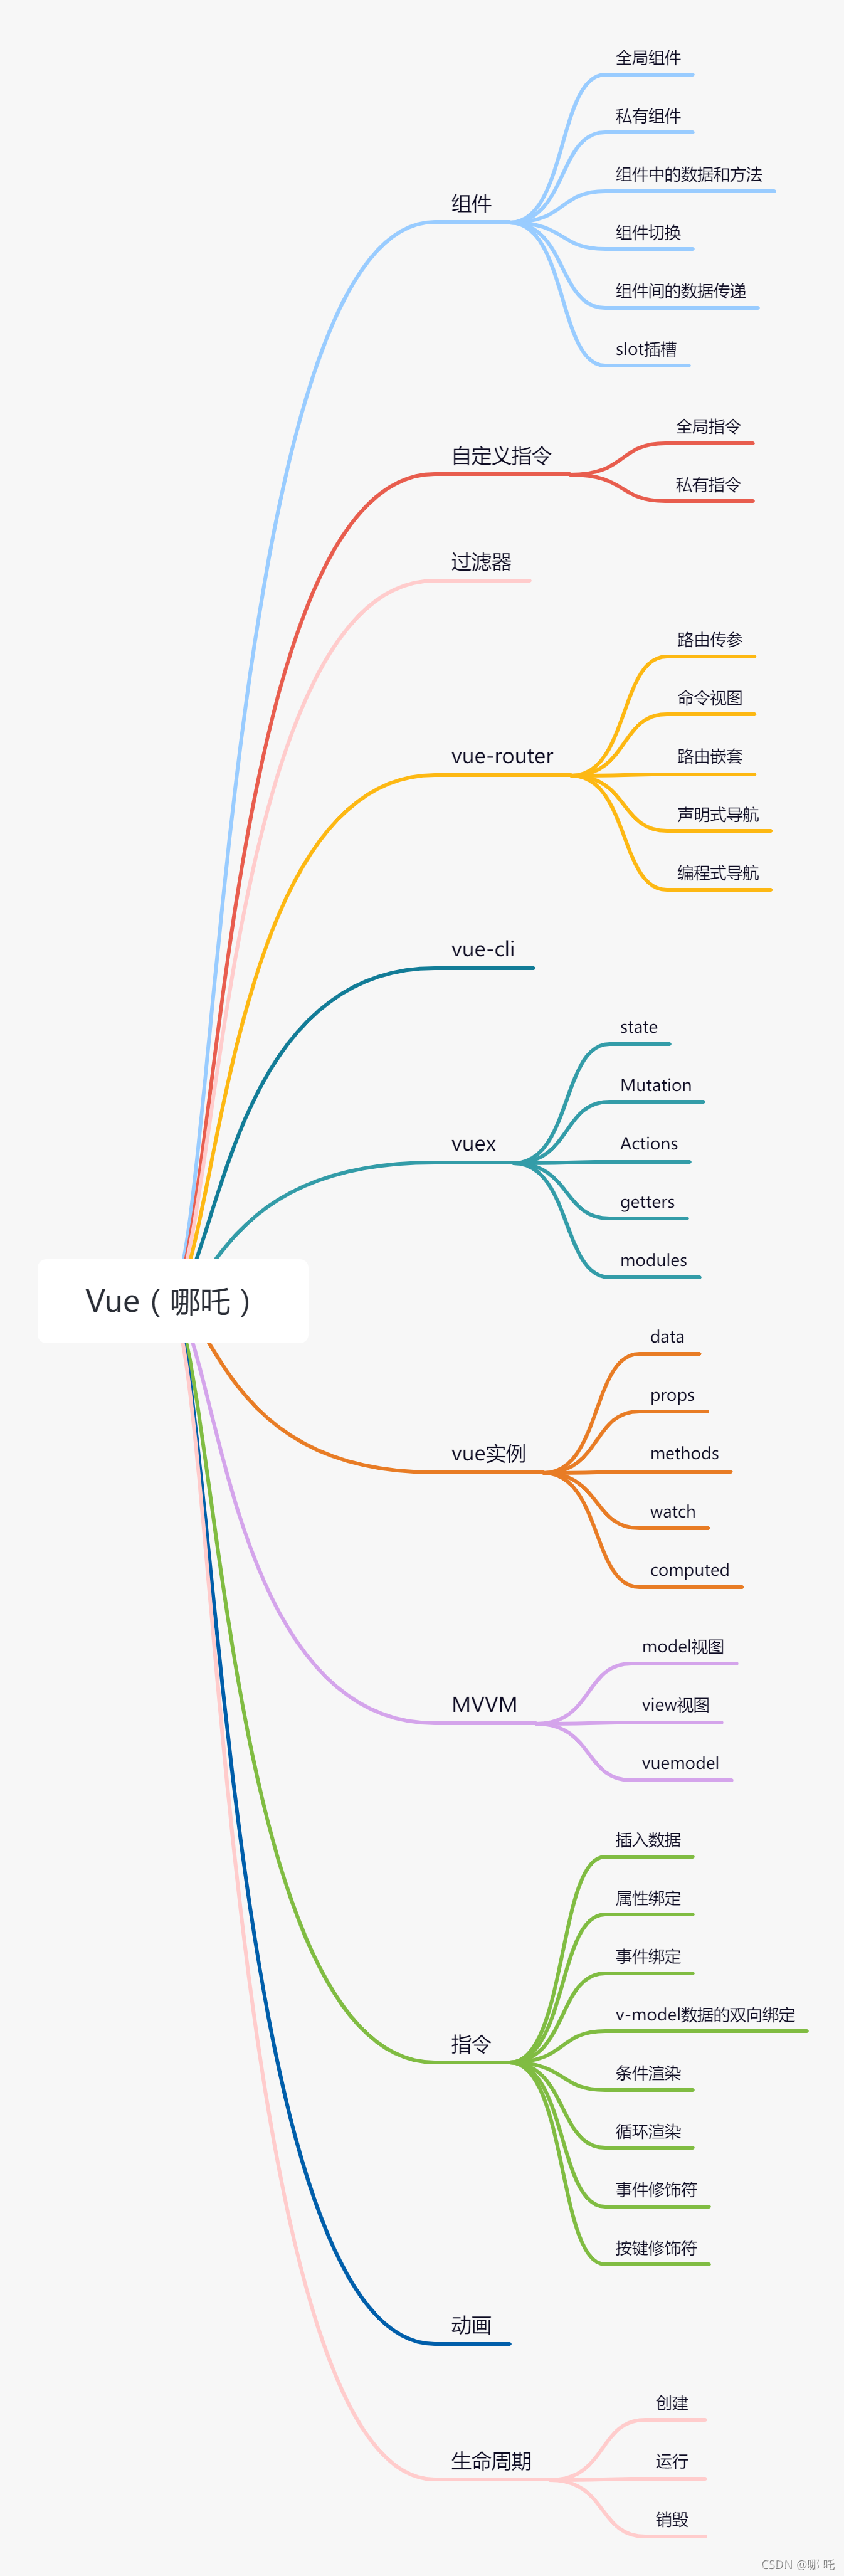 Vue（哪吒）
组件
全局组件
私有组件
组件中的数据和方法
组件切换
组件间的数据传递
slot插槽
自定义指令
全局指令
私有指令
过滤器
vue-router
路由传参
命令视图
路由嵌套
声明式导航
编程式导航
vue-cli
vuex
state
Mutation
Actions
getters
modules
vue实例
data
props
methods
watch
computed
MVVM
model视图
view视图
vuemodel
指令
插入数据
属性绑定
事件绑定
v-model数据的双向绑定
条件渲染
循环渲染
事件修饰符
按键修饰符
动画
生命周期
创建
运行
销毁
CSDN @哪 吒